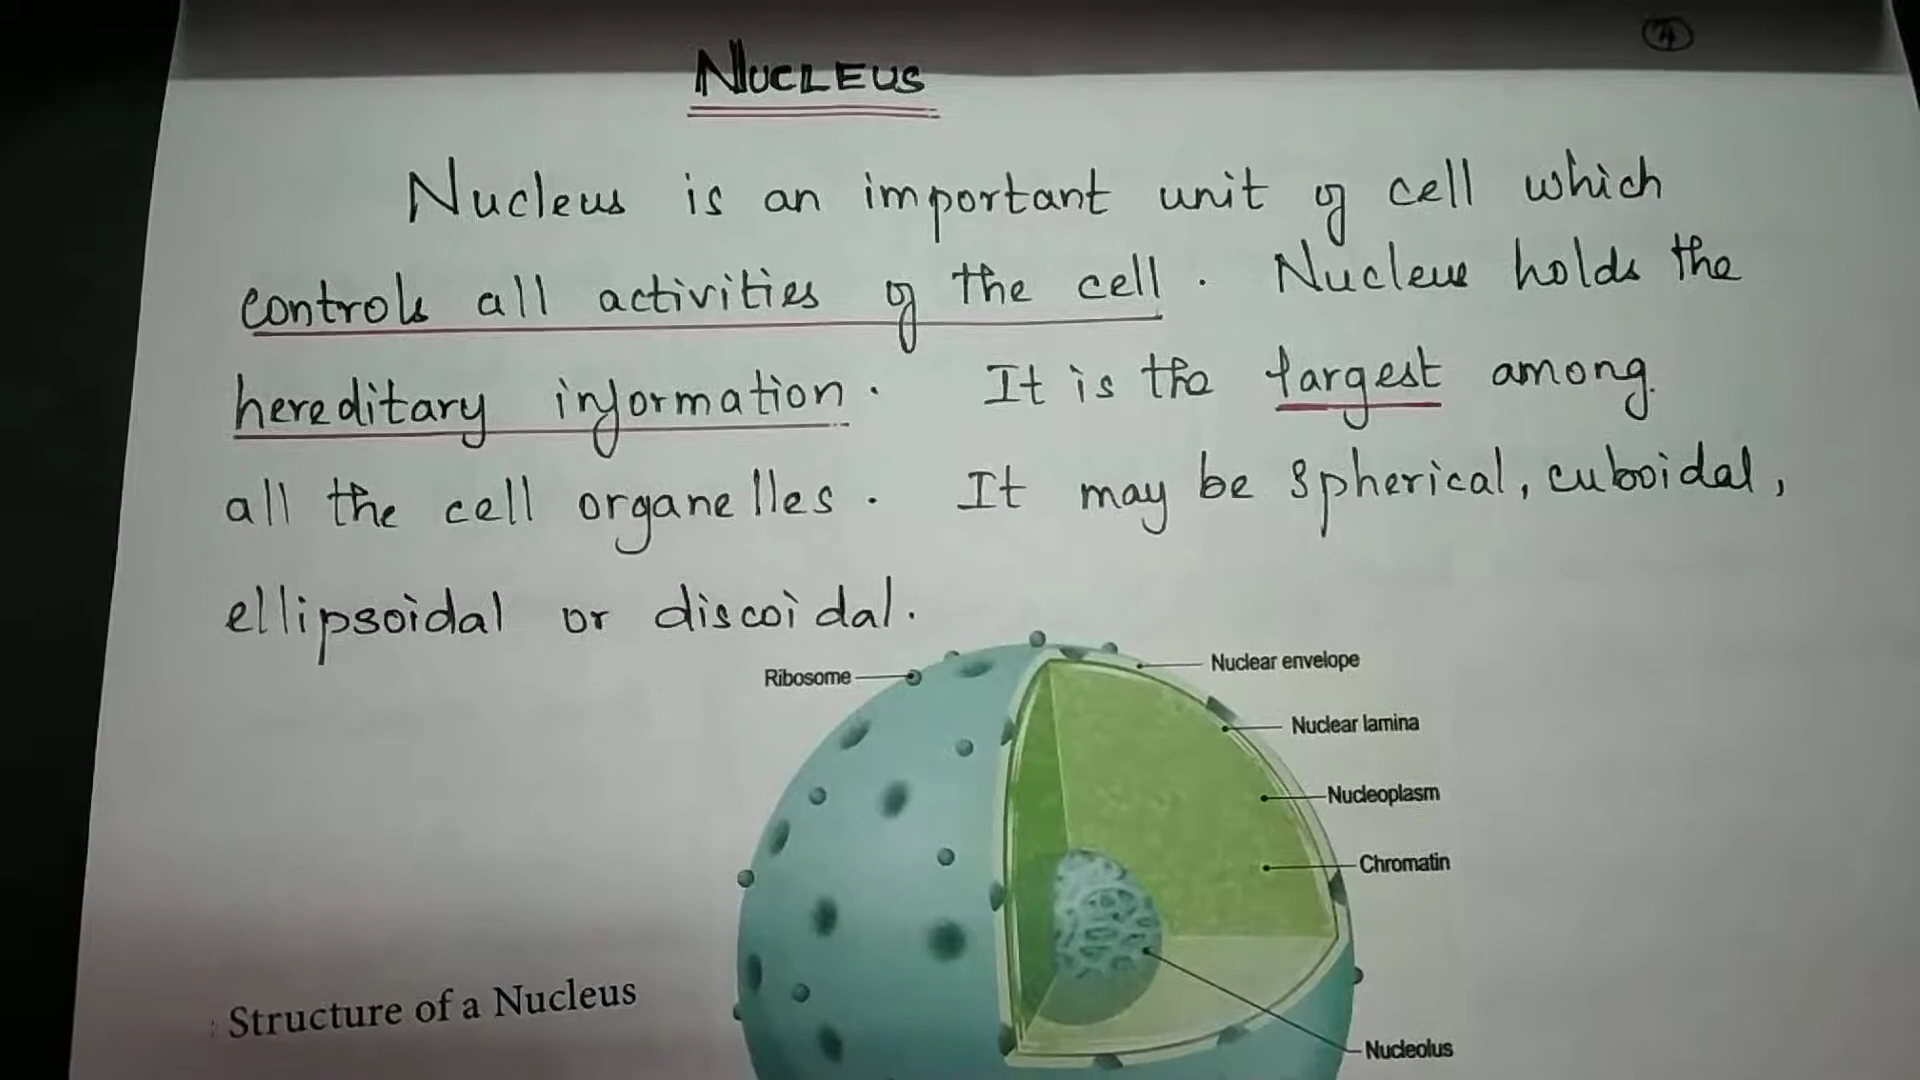 4
NUCLEUS
Nucleus is an important unit of cell which
controls all activities of the cell. Nucleus holds the
hereditary information. It is the largest among
all the cell organelles. It may be spherical, cuboidal,
ellipsoidal or discoidal.
Ribosome
Nuclear envelope
Nuclear lamina
Nucleoplasm
Chromatin
Structure of a Nucleus
Nucleolus